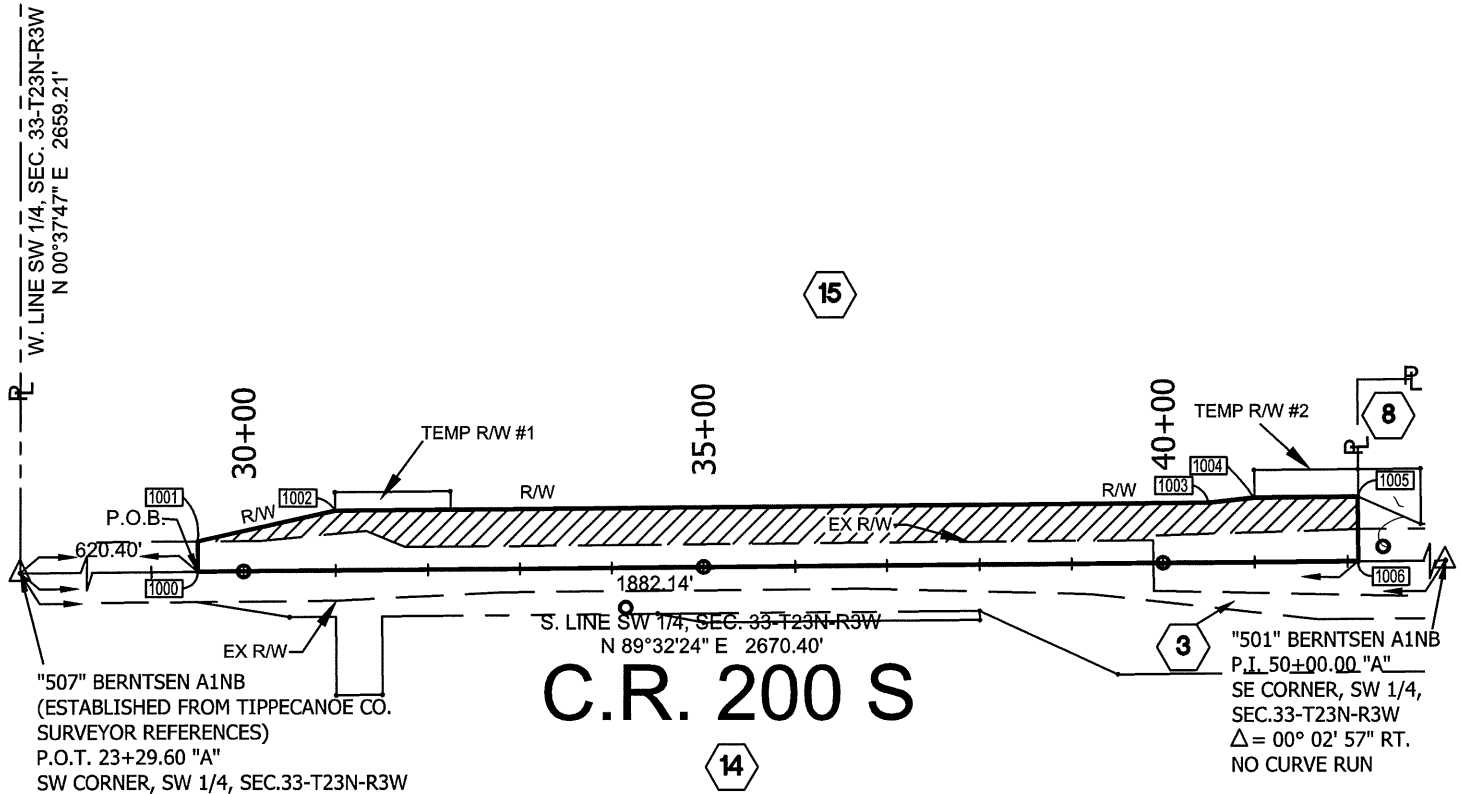 W. LINE SW 1/4, SEC. 33-T23N-R3W
N 00°37'47" E 2659.21'
15
30+00
35+00
40+00
TEMP R/W #1
TEMP R/W #2
8
PL
PL
PL
1001
1002
1003
1004
1005
R/W
R/W
R/W
P.O.B.
EX R/W
620.40'
1000
1882.14'
1006
S. LINE SW 1/4, SEC. 33-T23N-R3W
N 89°32'24" E 2670.40'
EX R/W
3
C.R. 200 S
14
"507" BERNTSEN A1NB
(ESTABLISHED FROM TIPPECANOE CO.
SURVEYOR REFERENCES)
P.O.T. 23+29.60 "A"
SW CORNER, SW 1/4, SEC.33-T23N-R3W
"501" BERNTSEN A1NB
P.I. 50+00.00 "A"
SE CORNER, SW 1/4,
SEC.33-T23N-R3W
△= 00° 02' 57" RT.
NO CURVE RUN